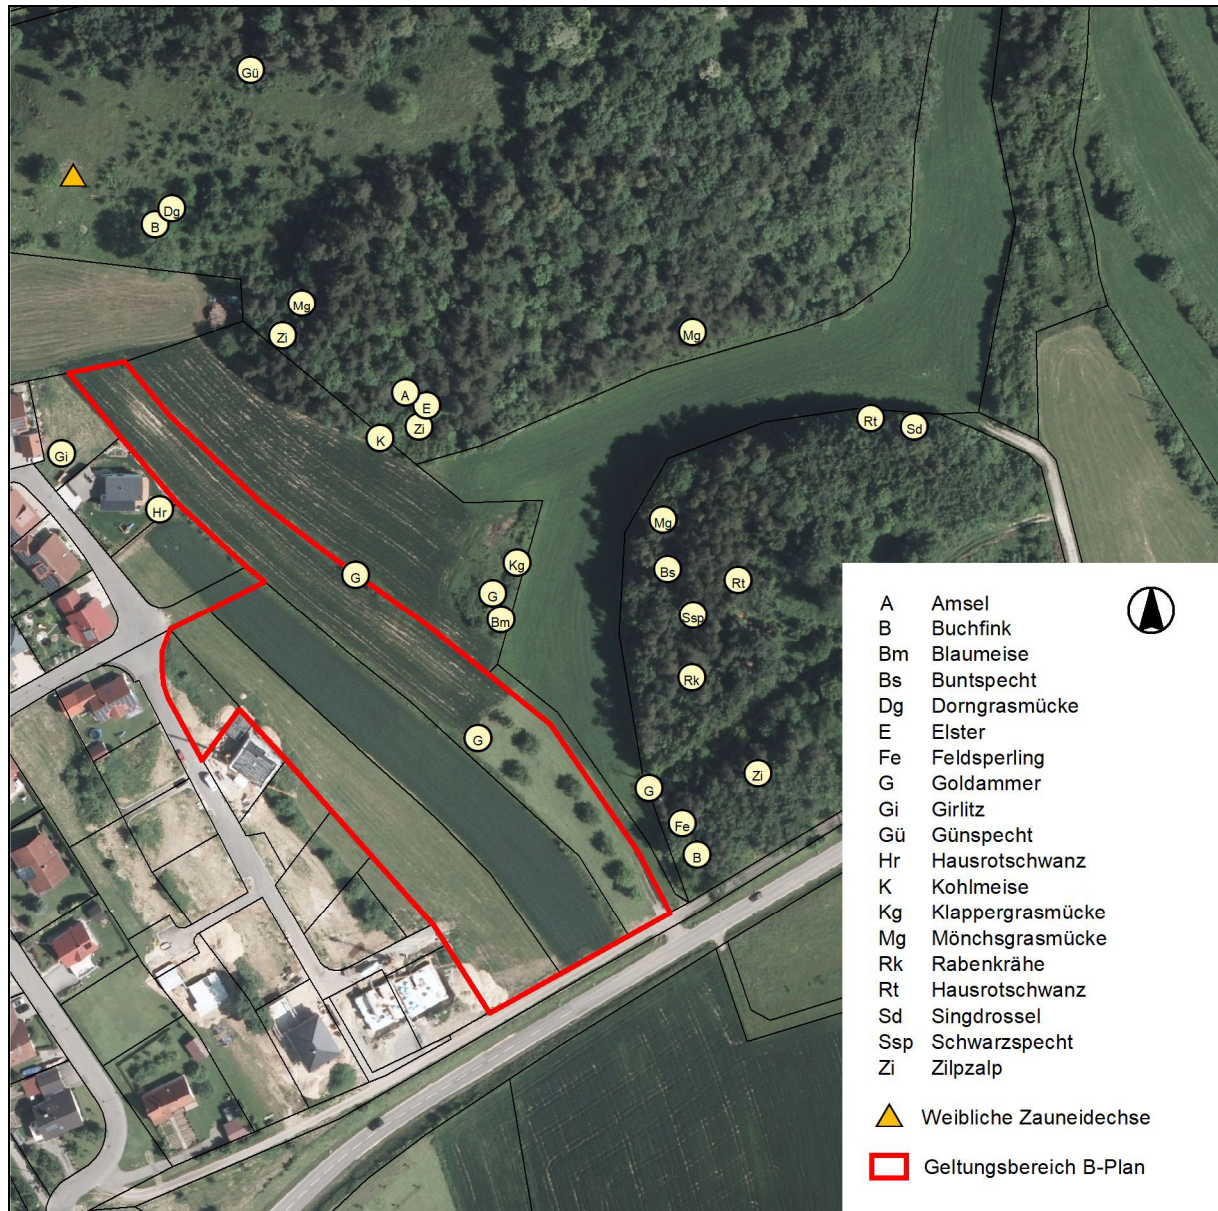 Gü
Dg
B
Mg
Zi
Mg
A
E
Zi
K
Rt
Sd
Gi
Hr
Mg
Kg
Bs
G
Rt
G
Ssp
Bm
Rk
G
Zi
G
Fe
B
A Amsel
B Buchfink
Bm Blaumeise
Bs Buntspecht
Dg Dorngrasmücke
E Elster
Fe Feldsperling
G Goldammer
Gi Girlitz
Gü Günspecht
Hr Hausrotschwanz
K Kohlmeise
Kg Klappergrasmücke
Mg Mönchsgrasmücke
Rk Rabenkrähe
Rt Hausrotschwanz
Sd Singdrossel
Ssp Schwarzspecht
Zi Zilpzalp
Weibliche Zauneidechse
Geltungsbereich B-Plan